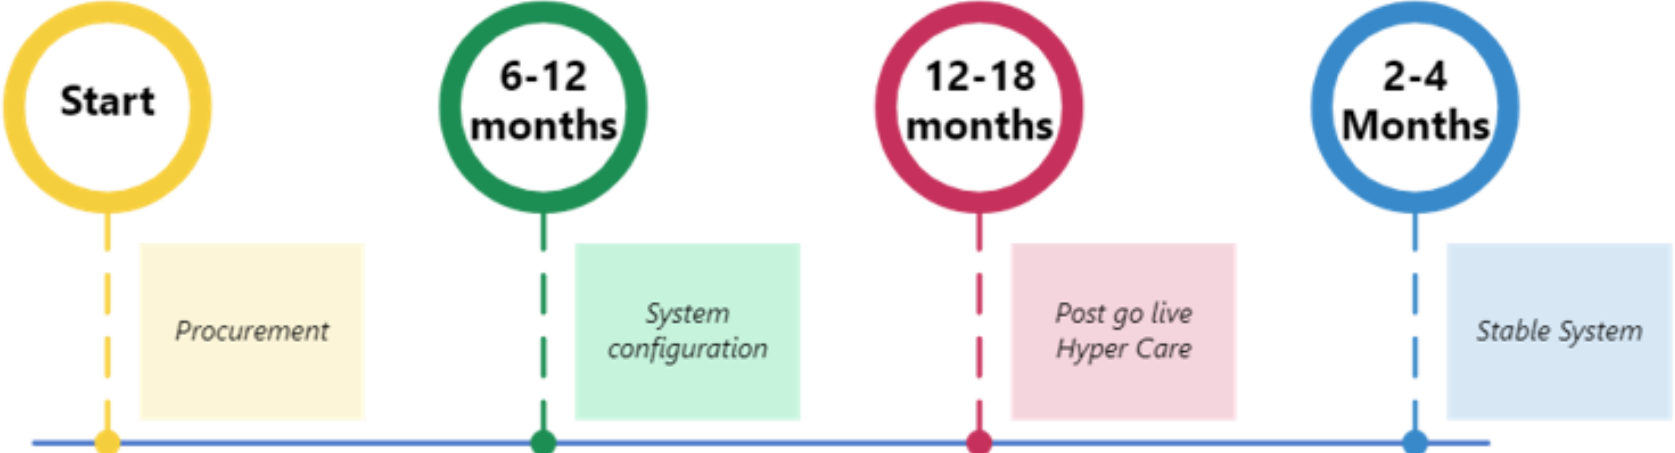 Start
6-12
months
12-18
months
2-4
Months
Procurement
System
configuration
Post go live
Hyper Care
Stable System